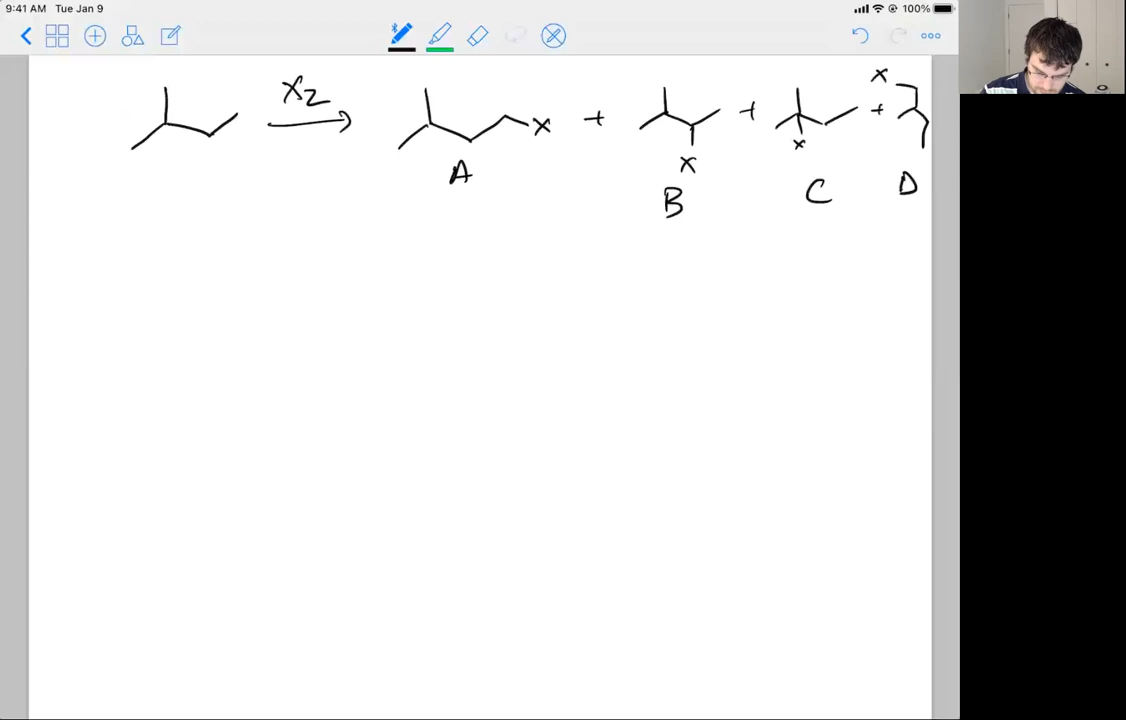 9:41 AM Tue Jan 9
100%
X2
X + X + X + X
A B C D